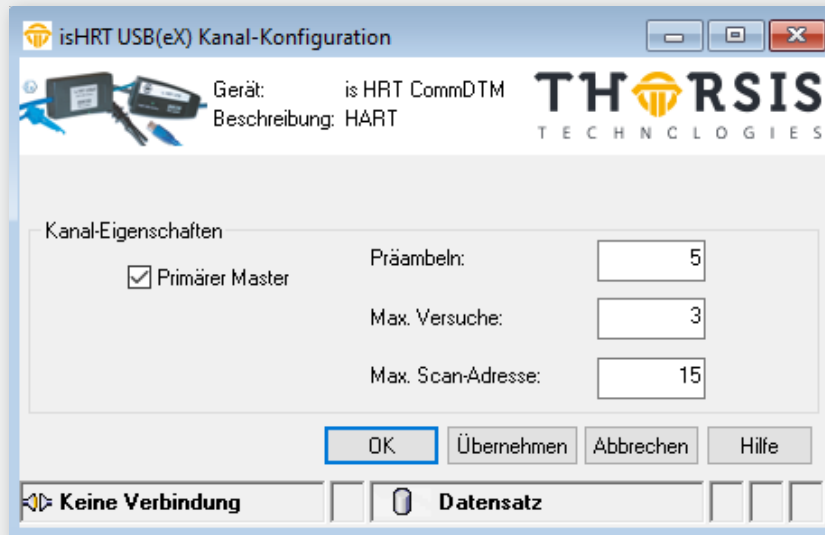 isHRT USB(eX) Kanal-Konfiguration
Gerät: is HRT CommDTM
Beschreibung: HART
THORSIS
TECHNOLOGIES
Kanal-Eigenschaften
Primärer Master
Präambeln: 5
Max. Versuche: 3
Max. Scan-Adresse: 15
OK Übernehmen Abbrechen Hilfe
Keine Verbindung Datensatz